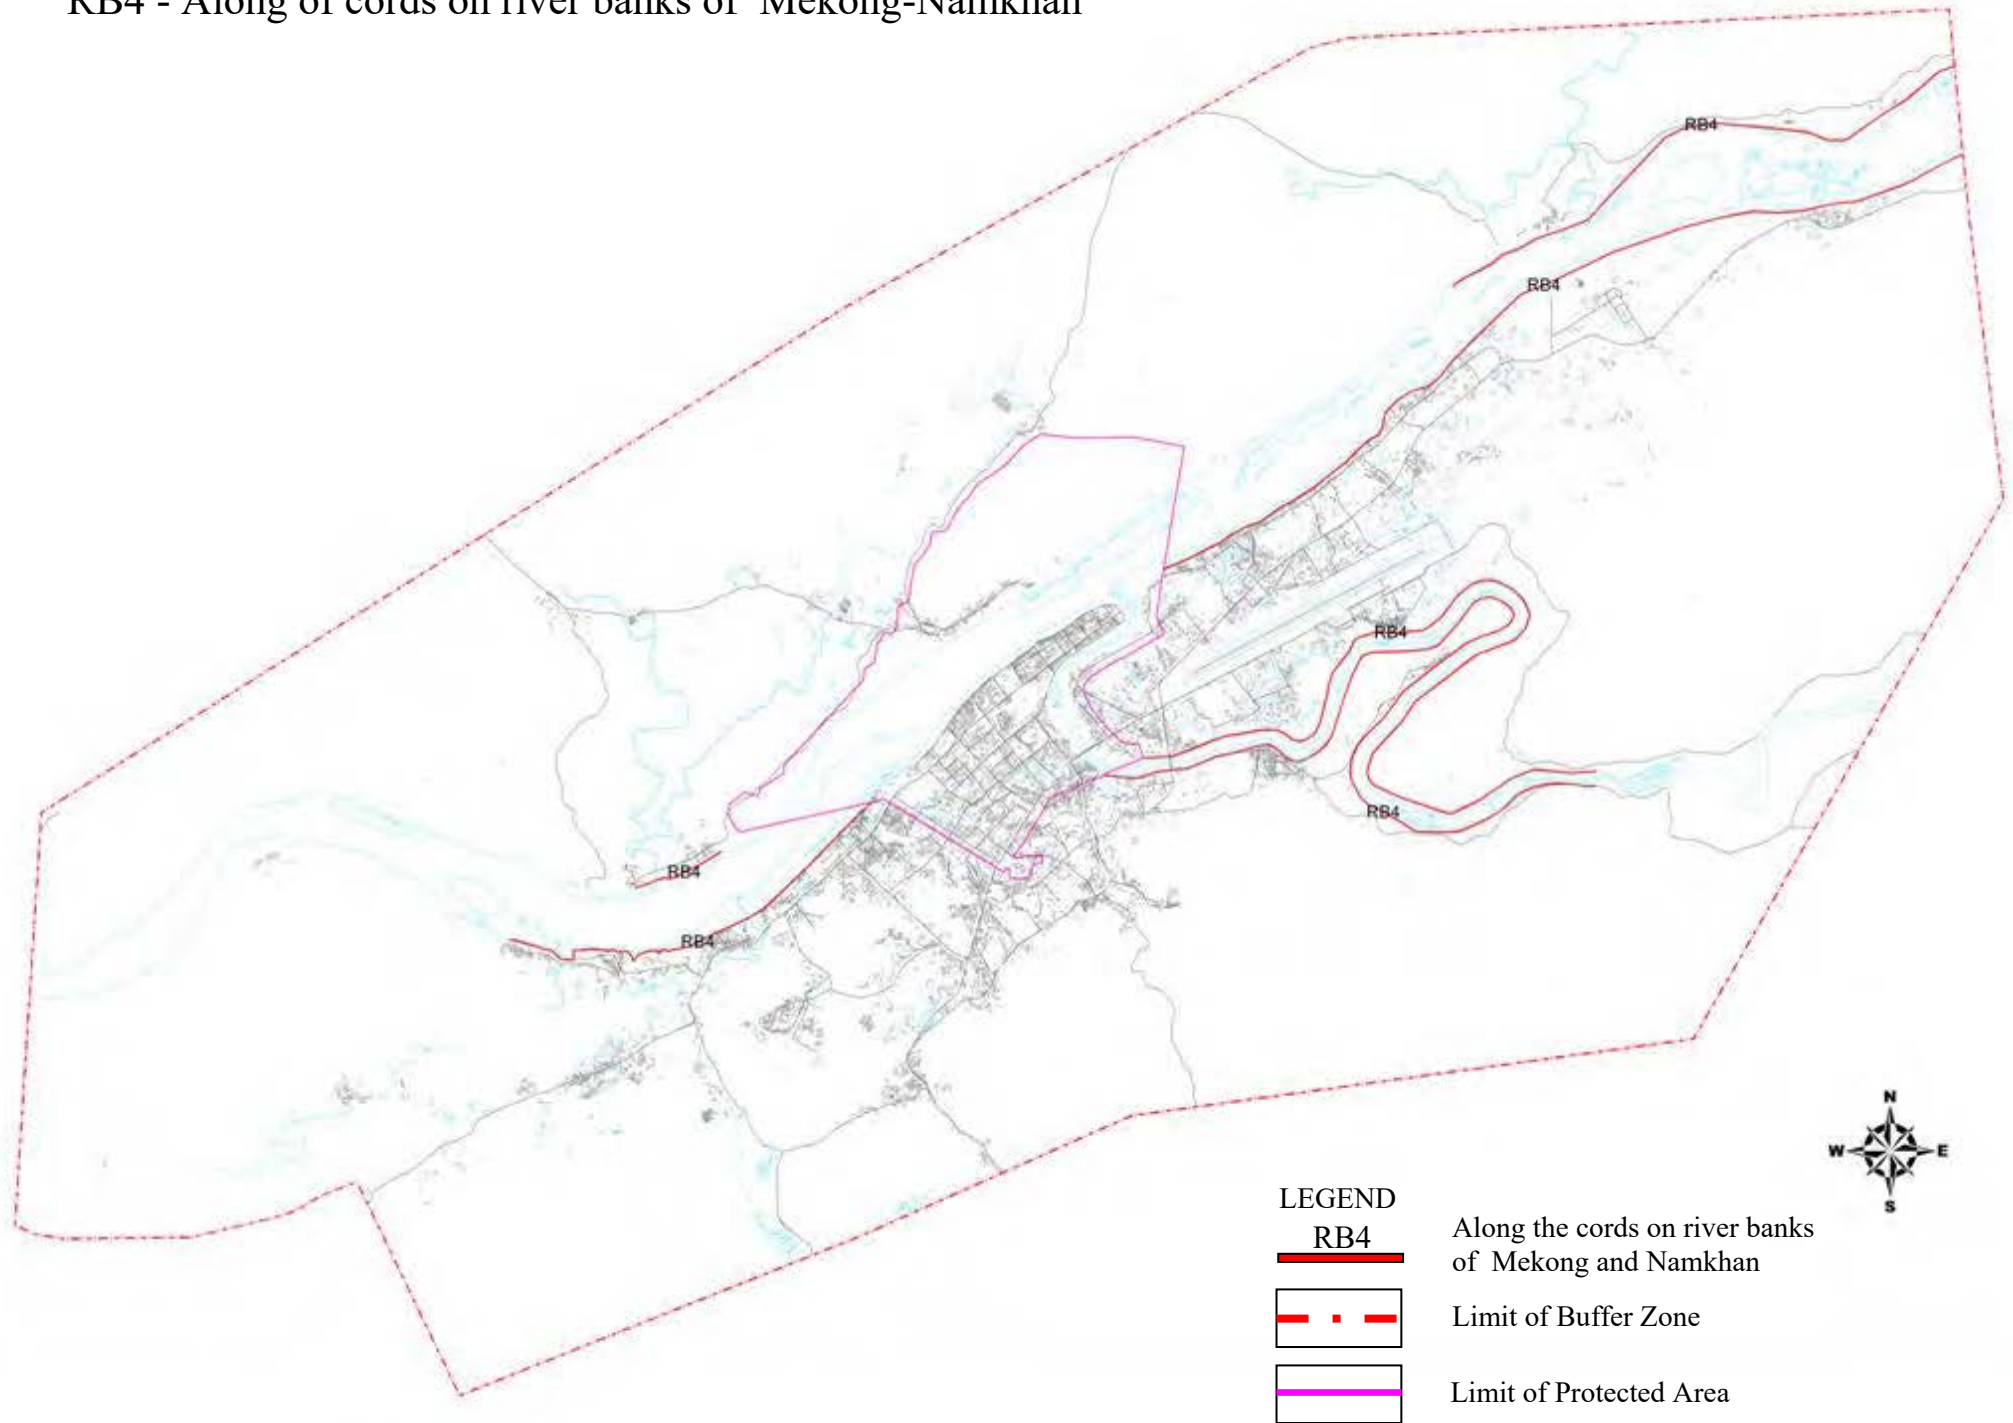 RB4 - Along of cords on river banks of Mekong-Namkhan
RB4
RB4
RB4
RB4
RB4
RB4
N
W E
S
LEGEND
RB4
Along the cords on river banks
of Mekong and Namkhan
Limit of Buffer Zone
Limit of Protected Area